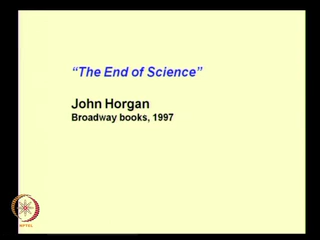 “The End of Science”
John Horgan
Broadway books, 1997
NPTEL